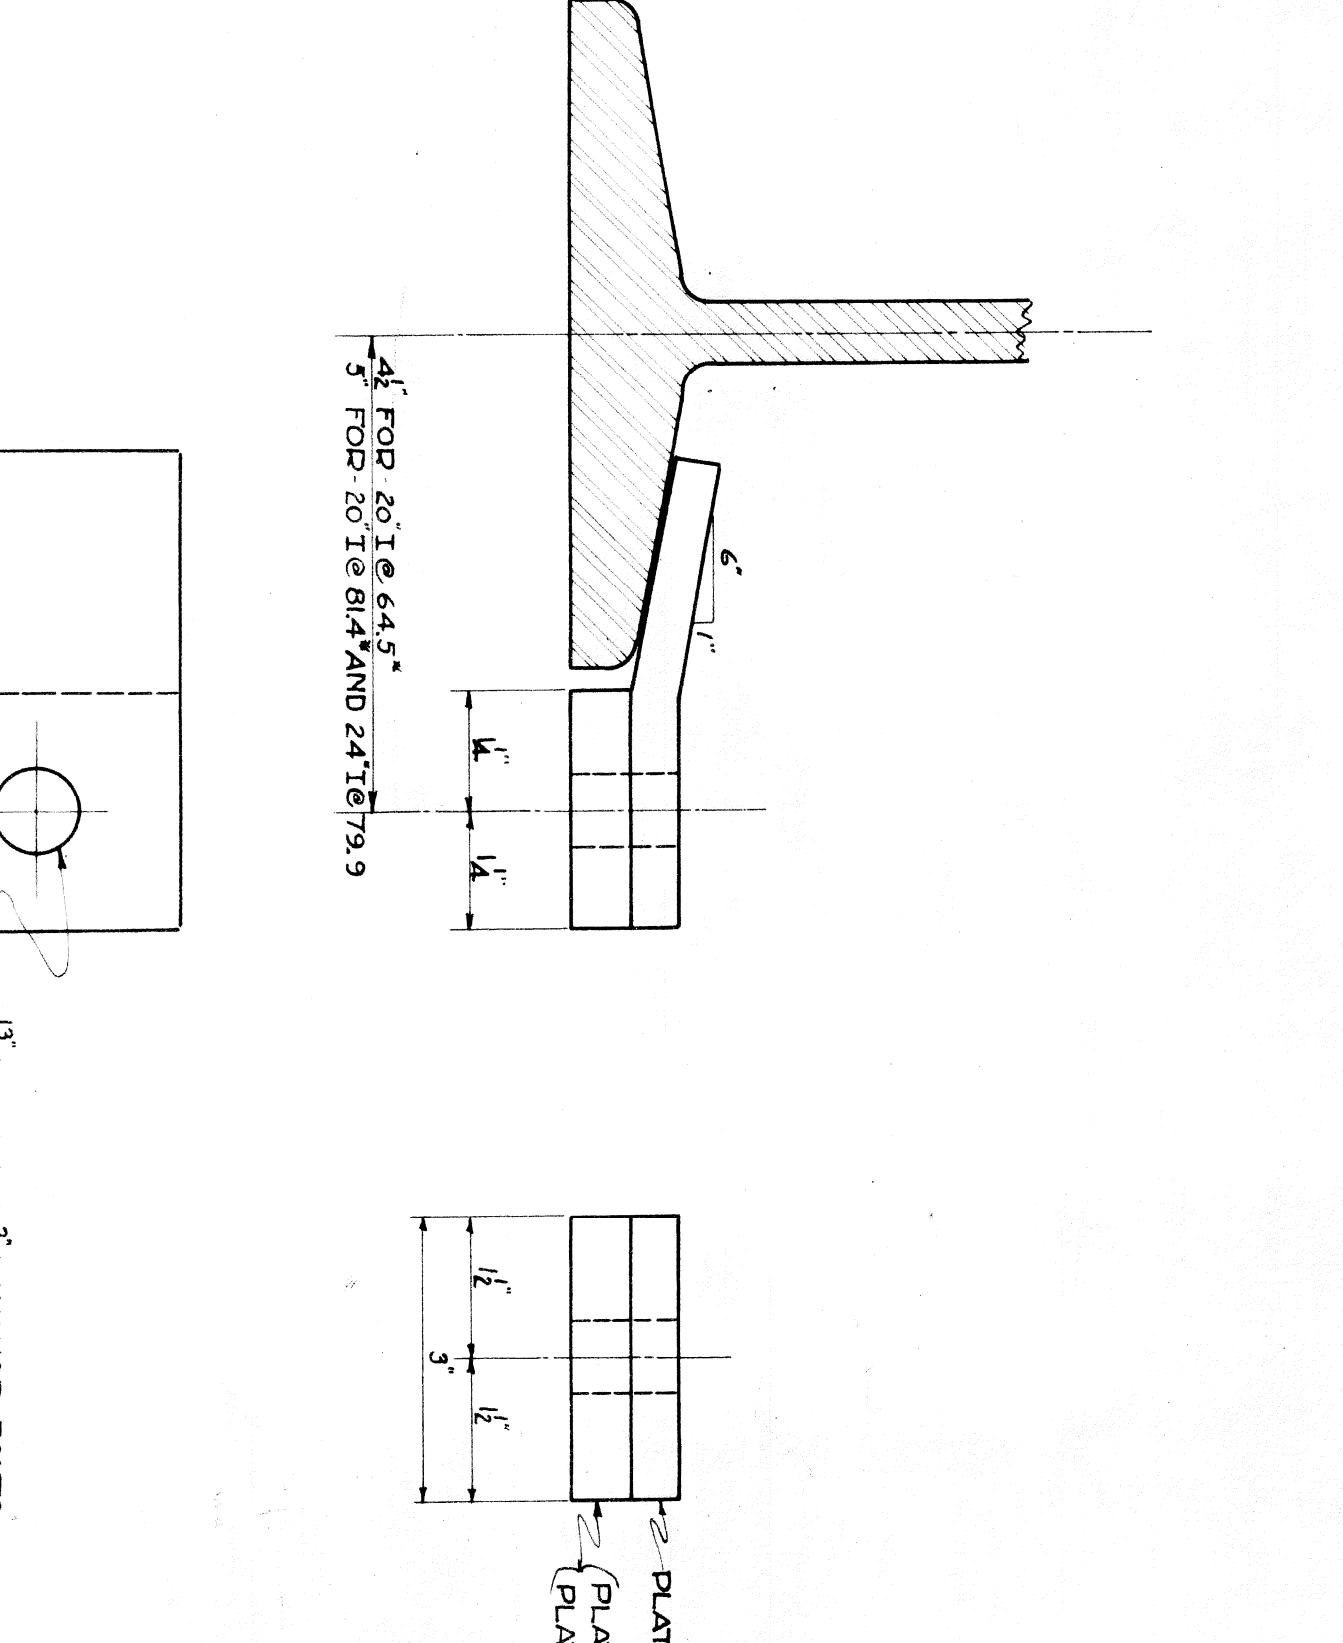 6"
1"
4½" FOR-20"I@ 64.5#
5" FOR-20"I@ 81.4# AND 24"I@ 79.9
1¼"
1¼"
1½"
1½"
3"
PLAT
PLA
PLA
13"